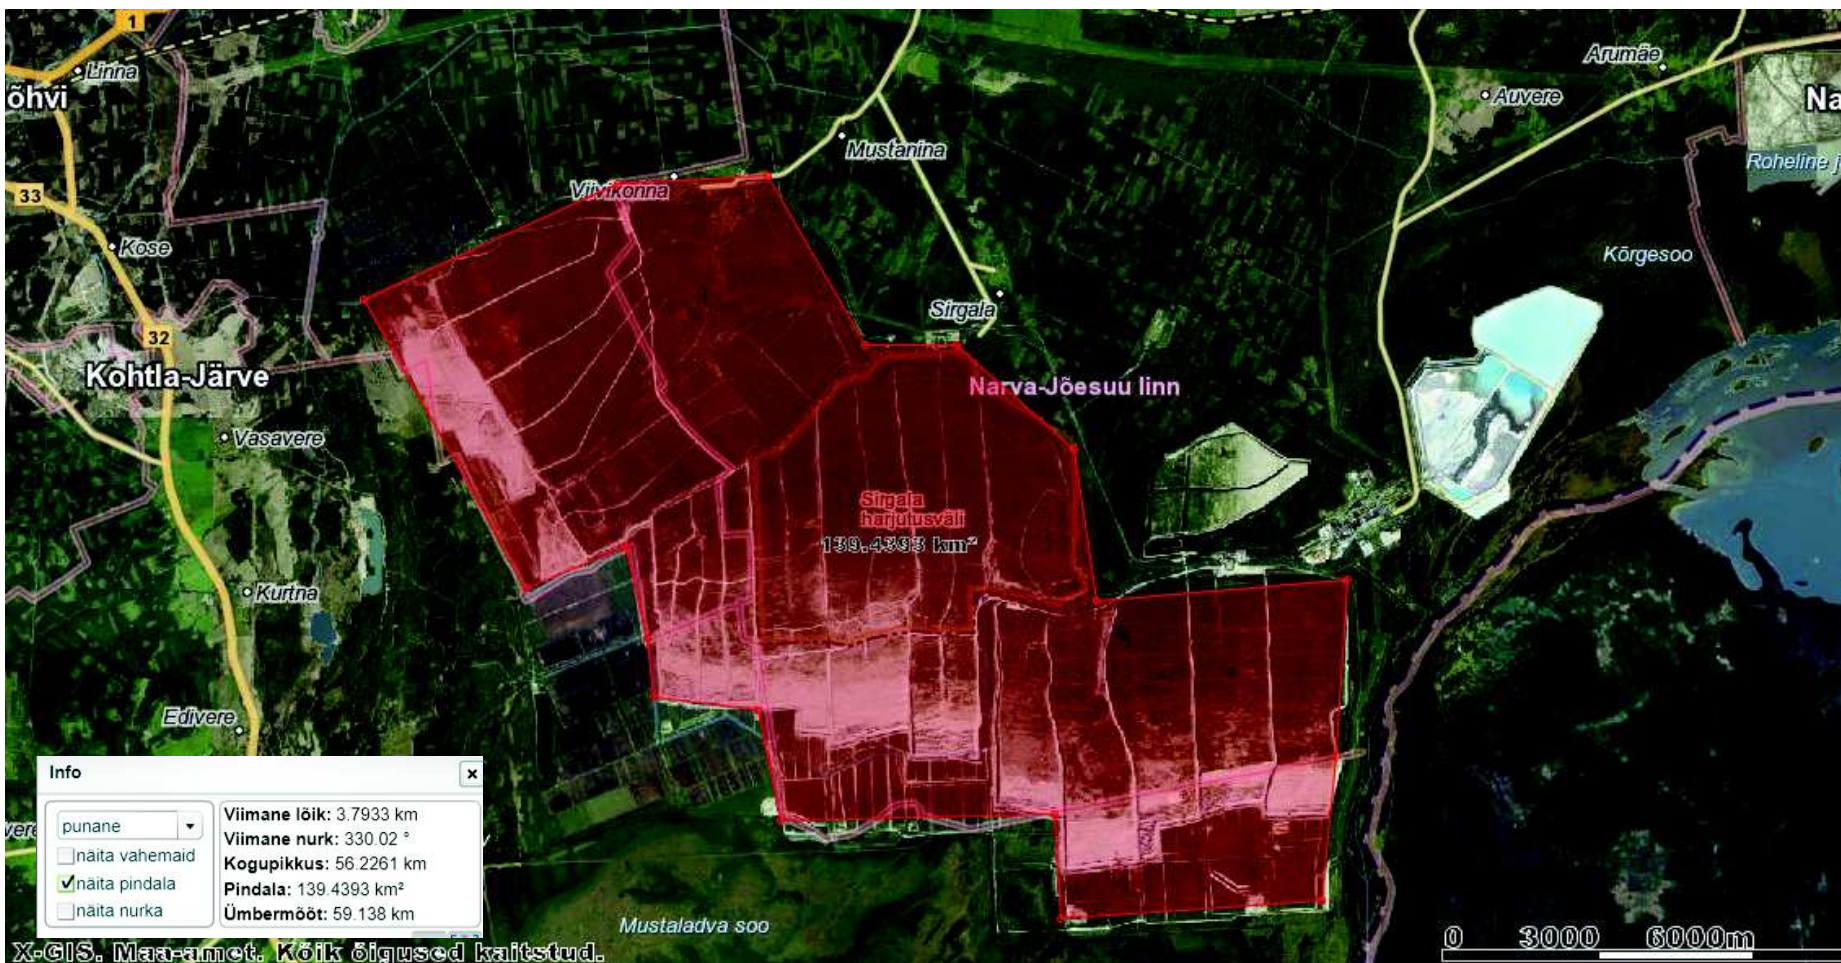 1
Linna
õhvi
33
Kose
32
Kohtla-Järve
Vasavere
Kurtna
Edivere
Viivikonna
Mustanina
Sirgala
Narva-Jõesuu linn
Arumäe
Auvere
Na
Roheline j
Kõrgesoo
Sirgala
harjutusväli
139.4393 km²
Mustaladva soo
vere
Info
punane
näita vahemaid
näita pindala
näita nurka
Viimane lõik: 3.7933 km
Viimane nurk: 330.02 °
Kogupikkus: 56.2261 km
Pindala: 139.4393 km²
Ümbermõõt: 59.138 km
X-GIS. Maa-amet. Kõik õigused kaitstud.
0 3000 6000m